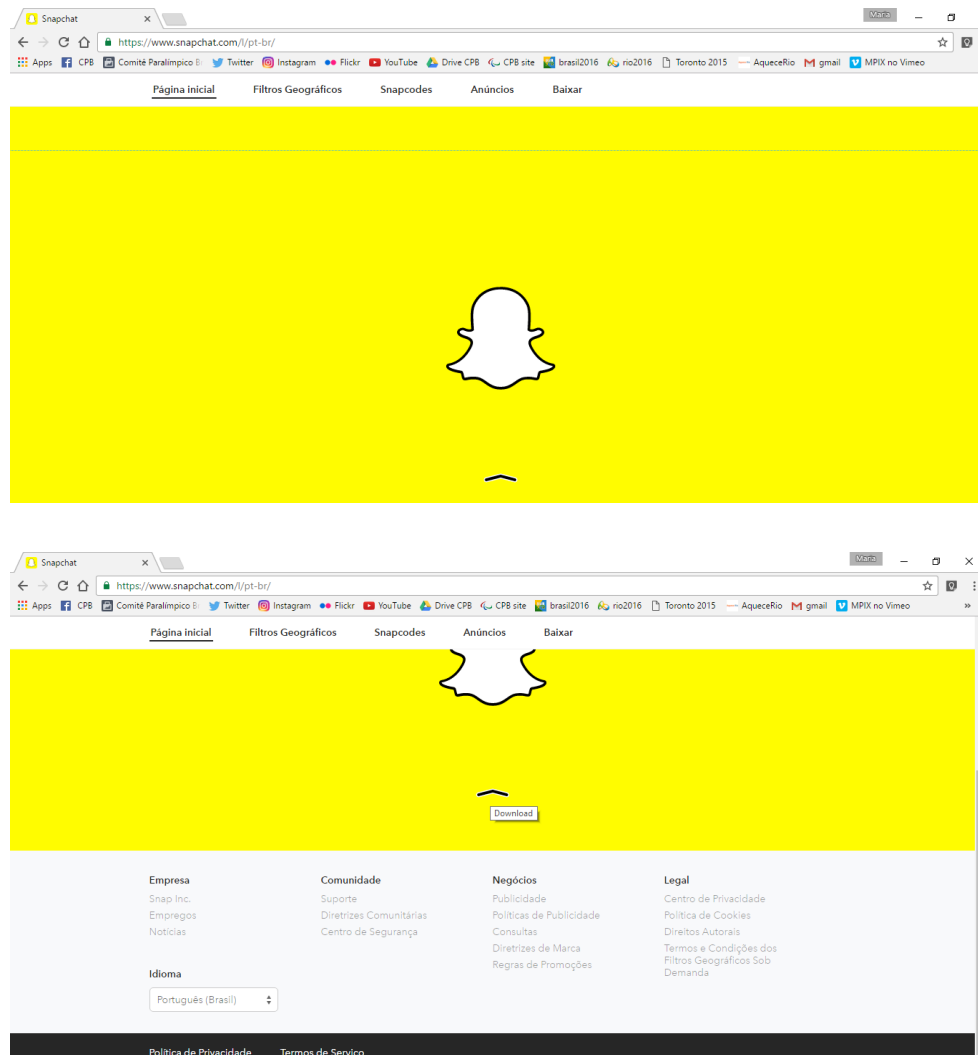 Snapchat
Maria
https://www.snapchat.com/l/pt-br/
Apps CPB Comitê Paralímpico B Twitter Instagram Flickr YouTube Drive CPB CPB site brasil2016 rio2016 Toronto 2015 AqueceRio gmail MPIX no Vimeo
Página inicial Filtros Geográficos Snapcodes Anúncios Baixar
Snapchat
Maria
https://www.snapchat.com/l/pt-br/
Apps CPB Comitê Paralímpico B Twitter Instagram Flickr YouTube Drive CPB CPB site brasil2016 rio2016 Toronto 2015 AqueceRio gmail MPIX no Vimeo
Página inicial Filtros Geográficos Snapcodes Anúncios Baixar
Download
Empresa
Snap Inc.
Empregos
Notícias
Comunidade
Suporte
Diretrizes Comunitárias
Centro de Segurança
Negócios
Publicidade
Políticas de Publicidade
Consultas
Diretrizes de Marca
Regras de Promoções
Legal
Centro de Privacidade
Política de Cookies
Direitos Autorais
Termos e Condições dos
Filtros Geográficos Sob
Demanda
Idioma
Português (Brasil)
Política de Privacidade Termos de Serviço